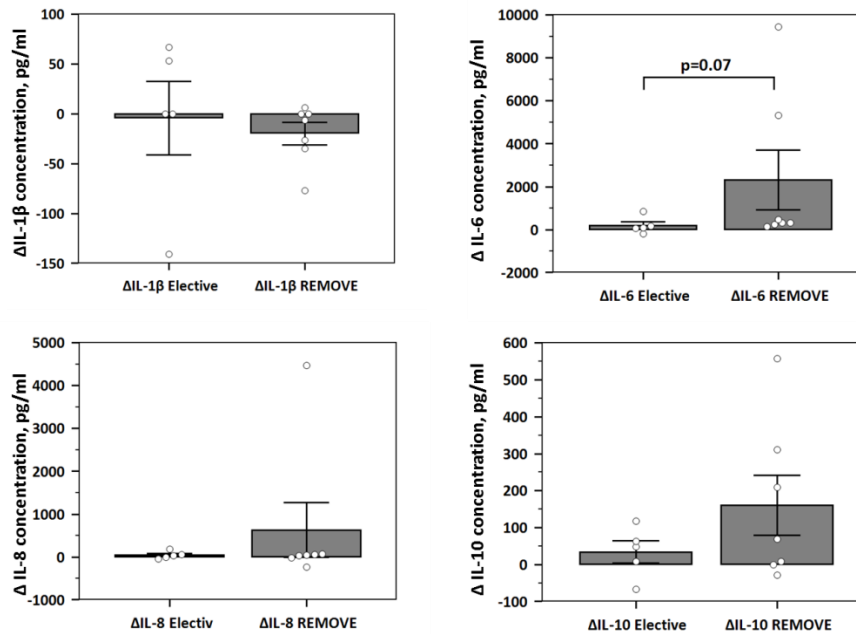 ΔIL-1β concentration, pg/ml
100
50
0
-50
-100
-150
ΔIL-1β Elective
ΔIL-1β REMOVE
Δ IL-6 concentration, pg/ml
10000
8000
6000
4000
2000
0
-2000
p=0.07
ΔIL-6 Elective
ΔIL-6 REMOVE
Δ IL-8 concentration, pg/ml
5000
4000
3000
2000
1000
0
-1000
ΔIL-8 Electiv
ΔIL-8 REMOVE
Δ IL-10 concentration, pg/ml
600
500
400
300
200
100
0
-100
ΔIL-10 Elective
ΔIL-10 REMOVE